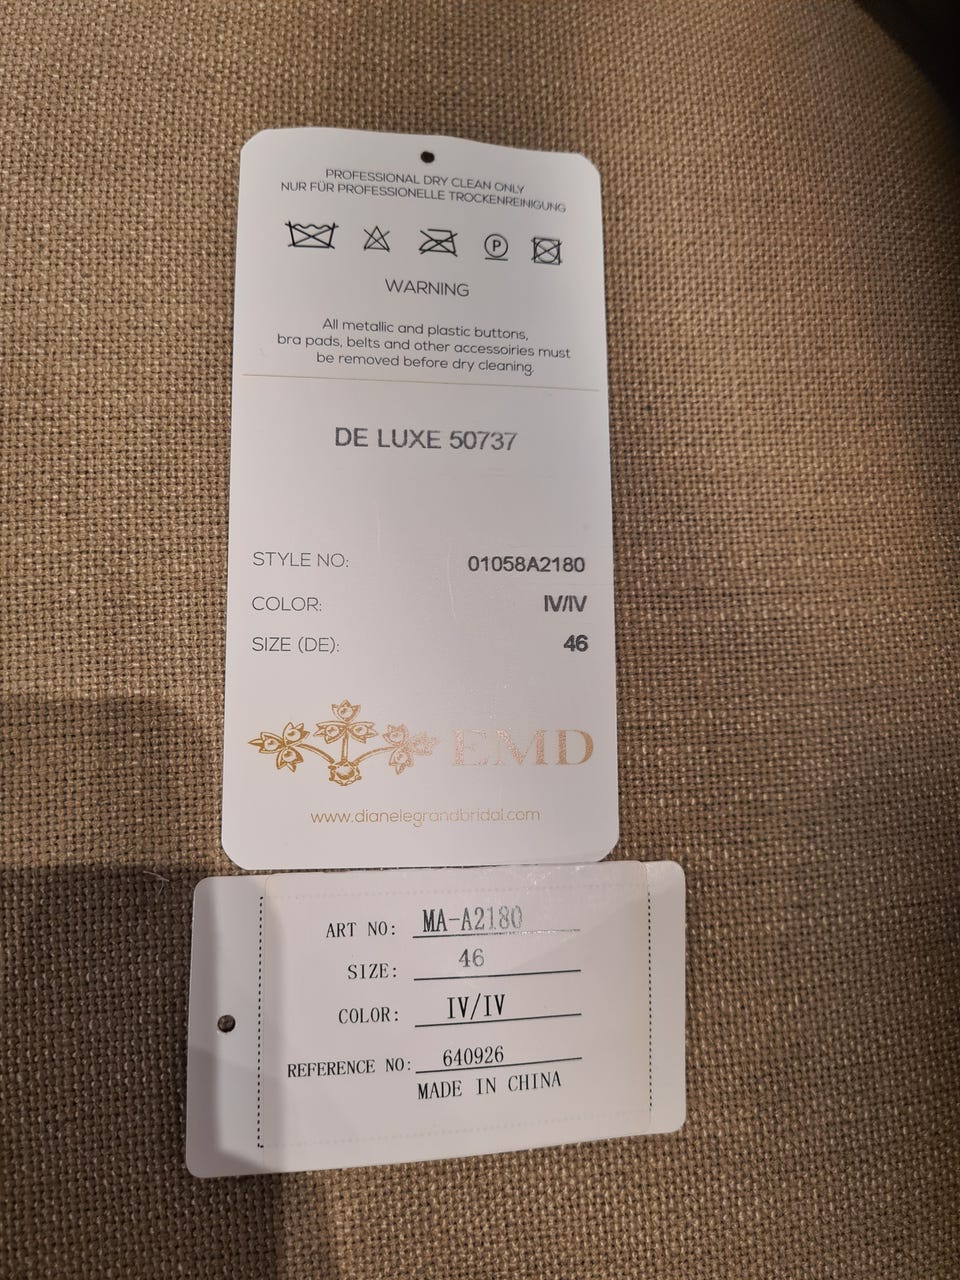 PROFESSIONAL DRY CLEAN ONLY
NUR FÜR PROFESSIONELLE TROCKENREINIGUNG
P
WARNING
All metallic and plastic buttons,
bra pads, belts and other accessoiries must
be removed before dry cleaning.
DE LUXE 50737
STYLE NO: 01058A2180
COLOR: IV/IV
SIZE (DE): 46
EMD
www.dianelegrandbridal.com
ART NO: MA-A2180
SIZE: 46
COLOR: IV/IV
REFERENCE NO: 640926
MADE IN CHINA